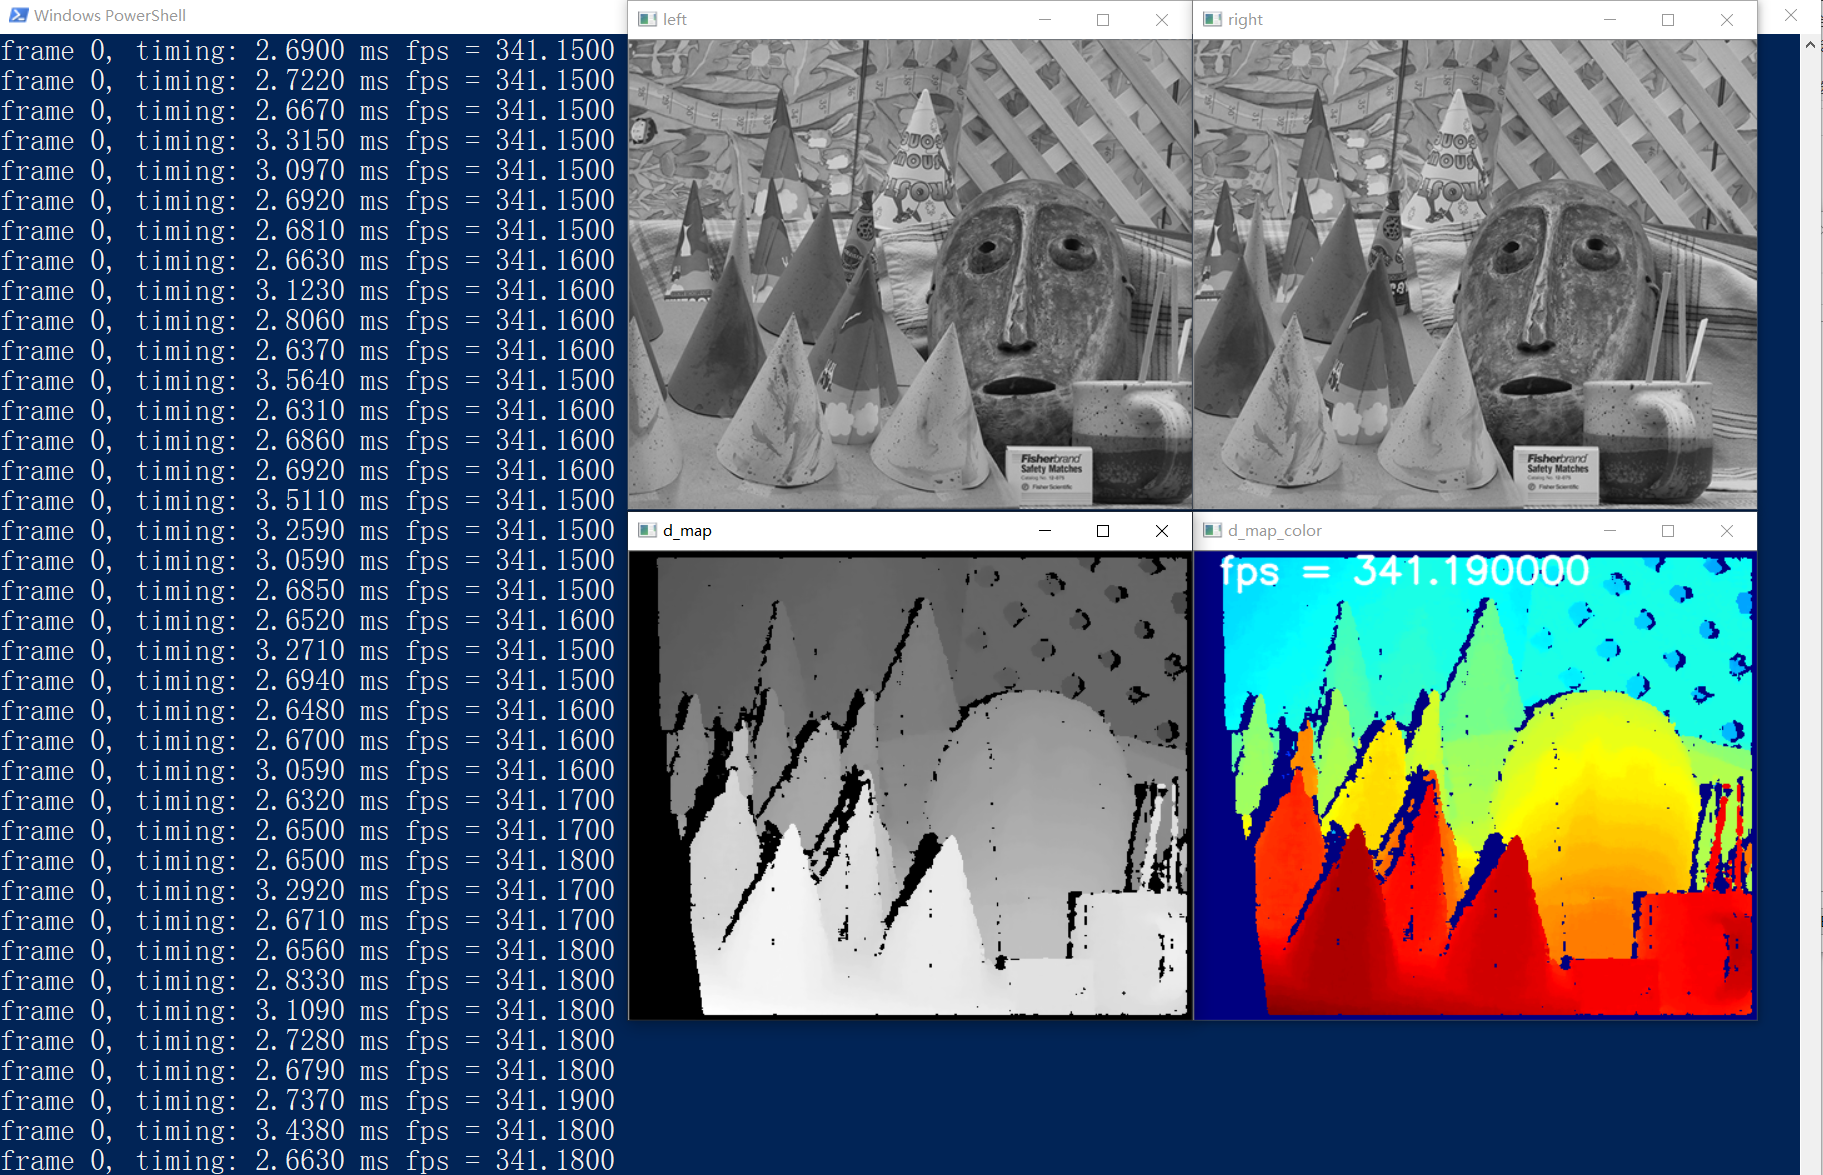 Windows PowerShell
frame 0, timing: 2.6900 ms fps = 341.1500
frame 0, timing: 2.7220 ms fps = 341.1500
frame 0, timing: 2.6670 ms fps = 341.1500
frame 0, timing: 3.3150 ms fps = 341.1500
frame 0, timing: 3.0970 ms fps = 341.1500
frame 0, timing: 2.6920 ms fps = 341.1500
frame 0, timing: 2.6810 ms fps = 341.1500
frame 0, timing: 2.6630 ms fps = 341.1600
frame 0, timing: 3.1230 ms fps = 341.1600
frame 0, timing: 2.8060 ms fps = 341.1600
frame 0, timing: 2.6370 ms fps = 341.1600
frame 0, timing: 3.5640 ms fps = 341.1500
frame 0, timing: 2.6310 ms fps = 341.1600
frame 0, timing: 2.6860 ms fps = 341.1600
frame 0, timing: 2.6920 ms fps = 341.1600
frame 0, timing: 3.5110 ms fps = 341.1500
frame 0, timing: 3.2590 ms fps = 341.1500
frame 0, timing: 3.0590 ms fps = 341.1500
frame 0, timing: 2.6850 ms fps = 341.1500
frame 0, timing: 2.6520 ms fps = 341.1600
frame 0, timing: 3.2710 ms fps = 341.1500
frame 0, timing: 2.6940 ms fps = 341.1500
frame 0, timing: 2.6480 ms fps = 341.1600
frame 0, timing: 2.6700 ms fps = 341.1600
frame 0, timing: 3.0590 ms fps = 341.1600
frame 0, timing: 2.6320 ms fps = 341.1700
frame 0, timing: 2.6500 ms fps = 341.1700
frame 0, timing: 2.6500 ms fps = 341.1800
frame 0, timing: 3.2920 ms fps = 341.1700
frame 0, timing: 2.6710 ms fps = 341.1700
frame 0, timing: 2.6560 ms fps = 341.1800
frame 0, timing: 2.8330 ms fps = 341.1800
frame 0, timing: 3.1090 ms fps = 341.1800
frame 0, timing: 2.7280 ms fps = 341.1800
frame 0, timing: 2.6790 ms fps = 341.1800
frame 0, timing: 2.7370 ms fps = 341.1900
frame 0, timing: 3.4380 ms fps = 341.1800
frame 0, timing: 2.6630 ms fps = 341.1800
left
Fisherbrand
Safety Matches
Fisher Scientific
right
Fisherbrand
Safety Matches
Fisher Scientific
d_map
d_map_color
fps = 341.190000